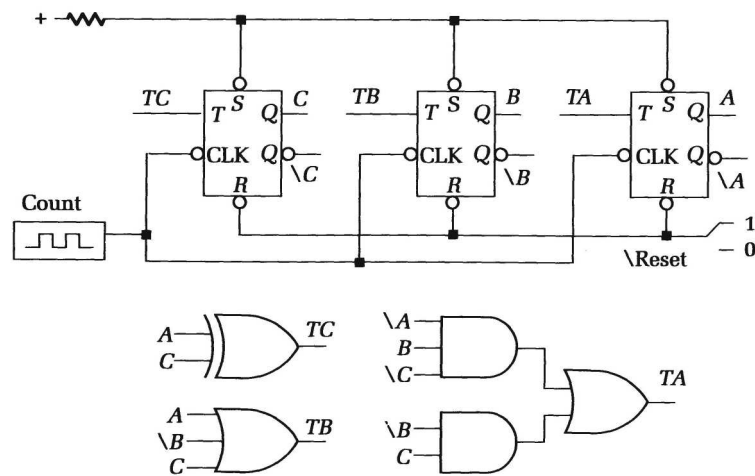 +
TC S C
T Q
CLK Q
\C
R
TB S B
T Q
CLK Q
\B
R
TA S A
T Q
CLK Q
\A
R
Count
1
0
\Reset
A
C
TC
A
\B
C
TB
\A
B
\C
\B
C
TA